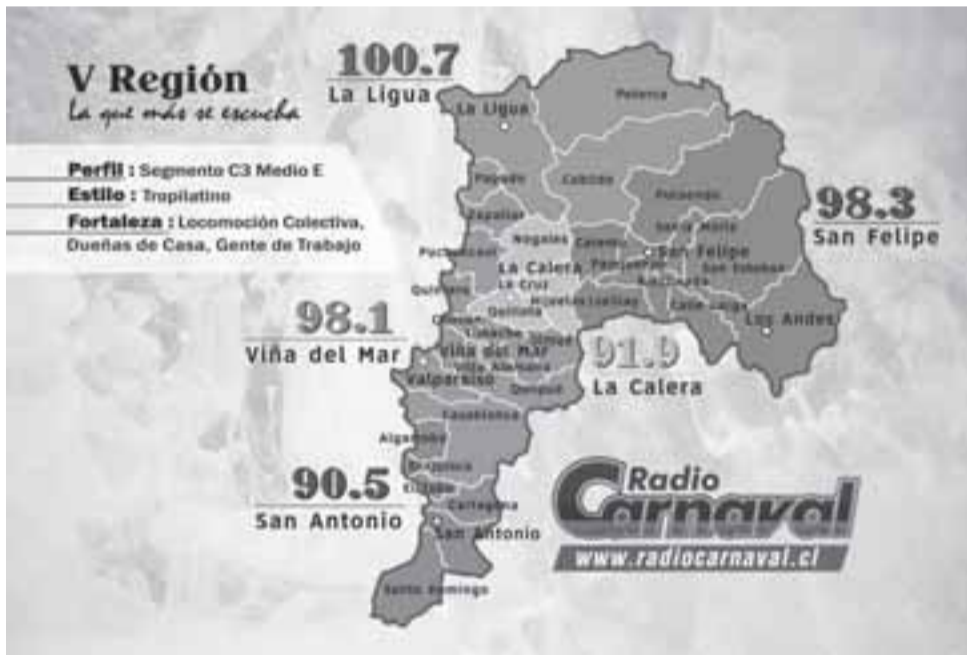 V Región
La que más se escucha
Perfil : Segmento C3 Medio E
Estilo : Tropilatino
Fortaleza : Locomoción Colectiva,
Dueñas de Casa, Gente de Trabajo
100.7
La Ligua
98.3
San Felipe
98.1
Viña del Mar
91.9
La Calera
90.5
San Antonio
La Ligua
Petorca
Papudo
Cabildo
Putaendo
Zapallar
Santa María
Nogales
Catemu
San Felipe
Puchuncaví
La Calera
Panquehue
San Esteban
La Cruz
Rinconada
Quintero
Hijuelas
Llaillay
Calle Larga
Quillota
Los Andes
Concón
Limache
Olmué
Viña del Mar
Villa Alemana
Valparaíso
Quilpué
Casablanca
Algarrobo
El Quisco
El Tabo
Cartagena
San Antonio
Santo Domingo
Radio
Carnaval
www.radiocarnaval.cl